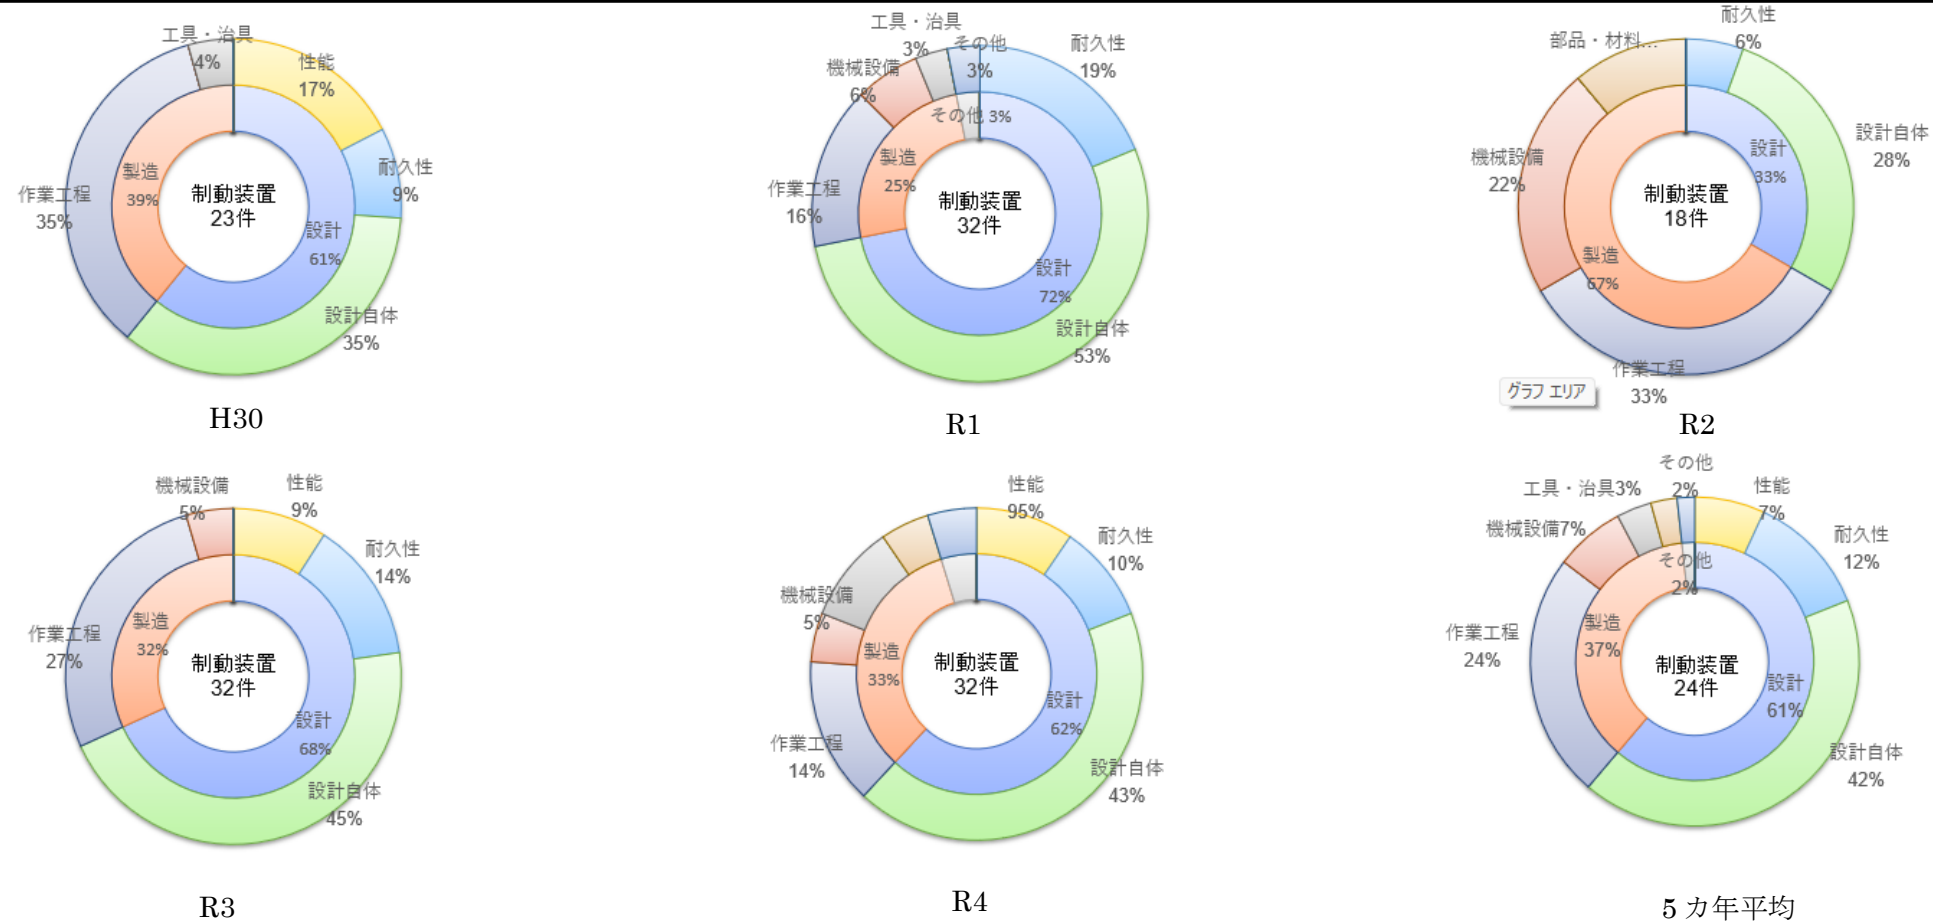 工具・治具
4%
性能
17%
耐久性
9%
製造
39%
作業工程
35%
制動装置
23件
設計
61%
設計自体
35%
H30
工具・治具
3%
その他
3%
耐久性
19%
機械設備
6%
その他 3%
製造
25%
作業工程
16%
制動装置
32件
設計
72%
設計自体
53%
R1
耐久性
6%
部品・材料...
設計自体
28%
設計
33%
機械設備
22%
制動装置
18件
製造
67%
作業工程
33%
グラフ エリア
R2
機械設備
5%
性能
9%
耐久性
14%
製造
32%
作業工程
27%
制動装置
32件
設計
68%
設計自体
45%
R3
性能
95%
耐久性
10%
機械設備
5%
製造
33%
制動装置
32件
設計
62%
作業工程
14%
設計自体
43%
R4
その他
2%
工具・治具3%
性能
7%
機械設備7%
耐久性
12%
その他
2%
製造
37%
作業工程
24%
制動装置
24件
設計
61%
設計自体
42%
5 カ年平均